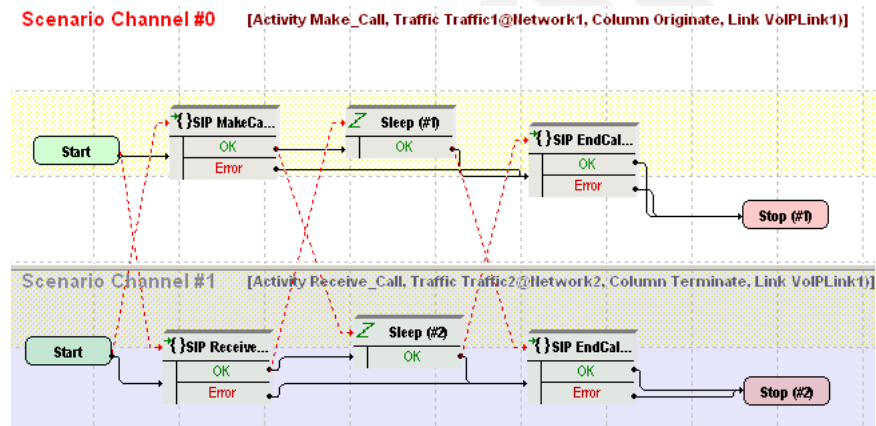 Scenario Channel #0 [Activity Make_Call, Traffic Traffic1@Network1, Column Originate, Link VoIPLink1)]
{}SIP MakeCa...
Sleep (#1)
{}SIP EndCal...
Start
OK
Error
OK
OK
Error
Stop (#1)
Scenario Channel #1 [Activity Receive_Call, Traffic Traffic2@Network2, Column Terminate, Link VoIPLink1)]
{}SIP Receive...
Sleep (#2)
{}SIP EndCal...
Start
OK
Error
OK
OK
Error
Stop (#2)